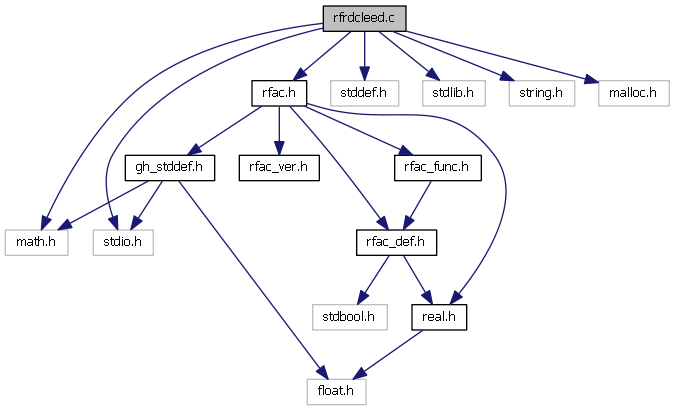 rfrdcleed.c
rfac.h
stddef.h
stdlib.h
string.h
malloc.h
gh_stddef.h
rfac_ver.h
rfac_func.h
math.h
stdio.h
rfac_def.h
stdbool.h
real.h
float.h